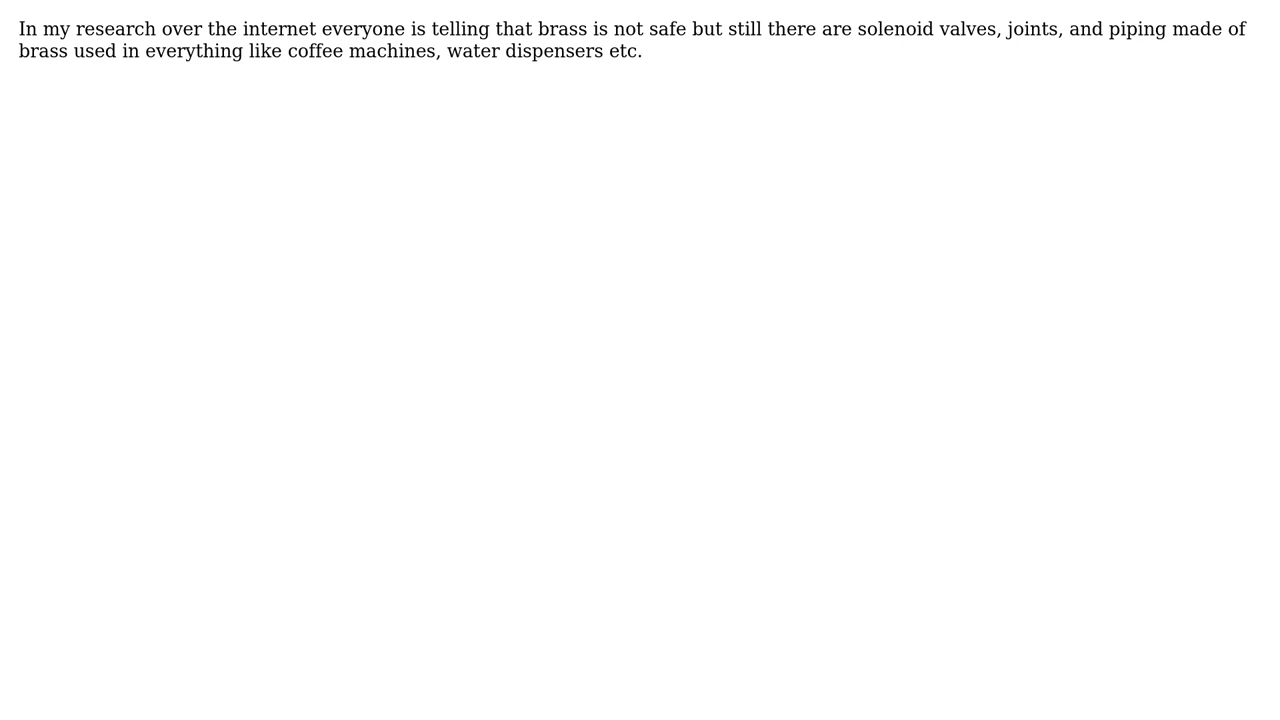 In my research over the internet everyone is telling that brass is not safe but still there are solenoid valves, joints, and piping made of
brass used in everything like coffee machines, water dispensers etc.